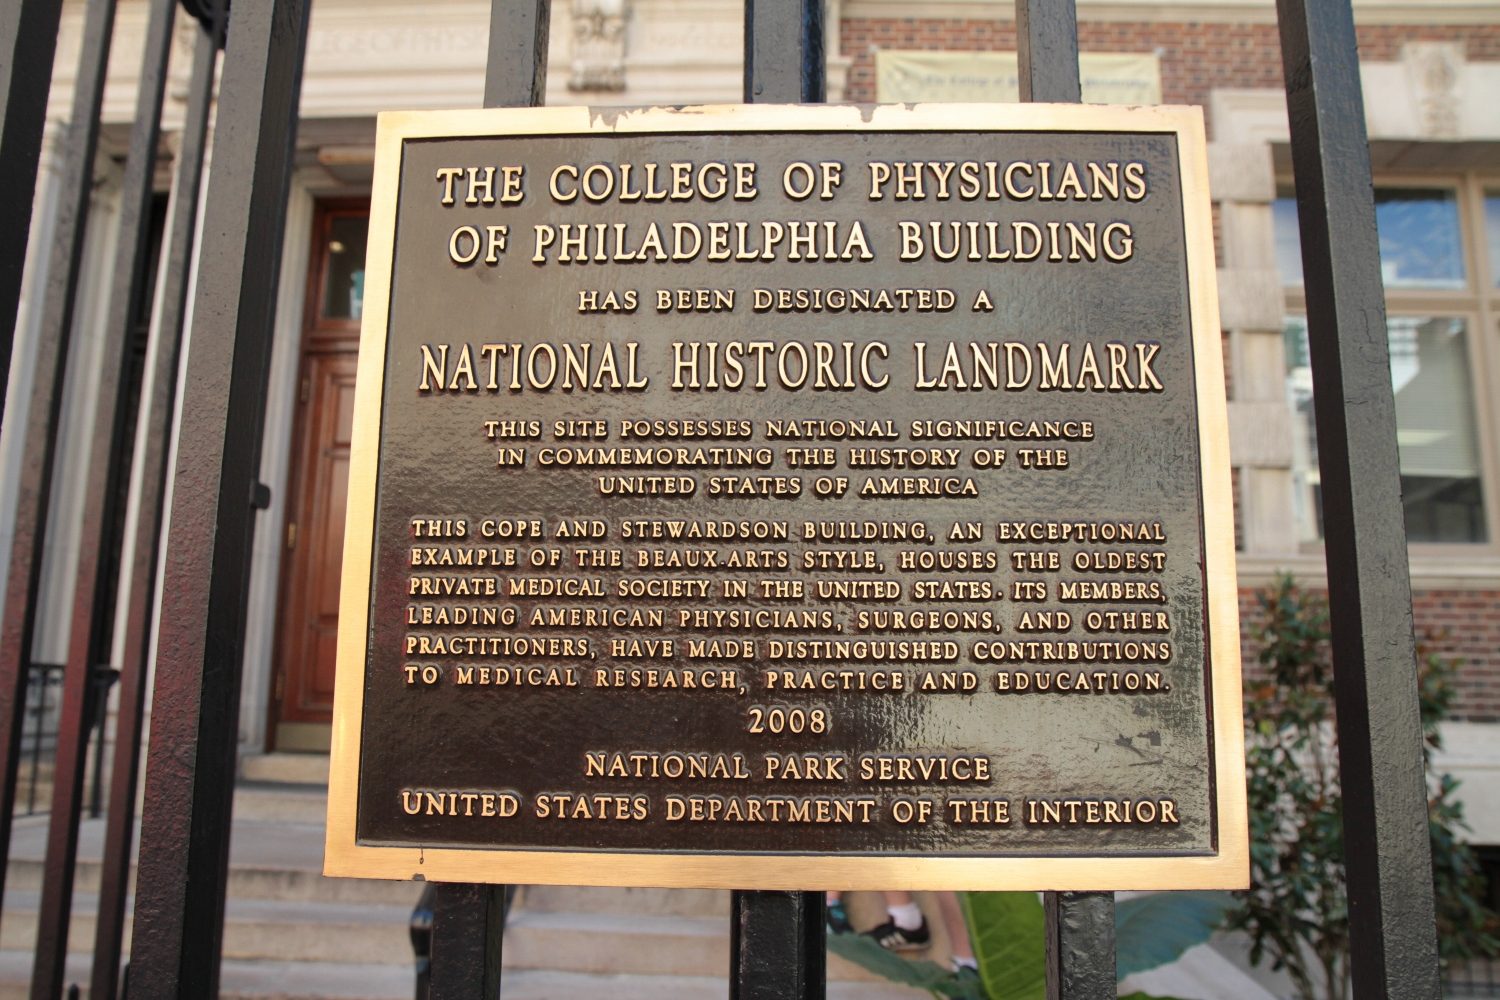 THE COLLEGE OF PHYSICIANS
OF PHILADELPHIA BUILDING
HAS BEEN DESIGNATED A
NATIONAL HISTORIC LANDMARK
THIS SITE POSSESSES NATIONAL SIGNIFICANCE
IN COMMEMORATING THE HISTORY OF THE
UNITED STATES OF AMERICA
THIS COPE AND STEWARDSON BUILDING, AN EXCEPTIONAL
EXAMPLE OF THE BEAUX-ARTS STYLE, HOUSES THE OLDEST
PRIVATE MEDICAL SOCIETY IN THE UNITED STATES. ITS MEMBERS,
LEADING AMERICAN PHYSICIANS, SURGEONS, AND OTHER
PRACTITIONERS, HAVE MADE DISTINGUISHED CONTRIBUTIONS
TO MEDICAL RESEARCH, PRACTICE AND EDUCATION.
2008
NATIONAL PARK SERVICE
UNITED STATES DEPARTMENT OF THE INTERIOR